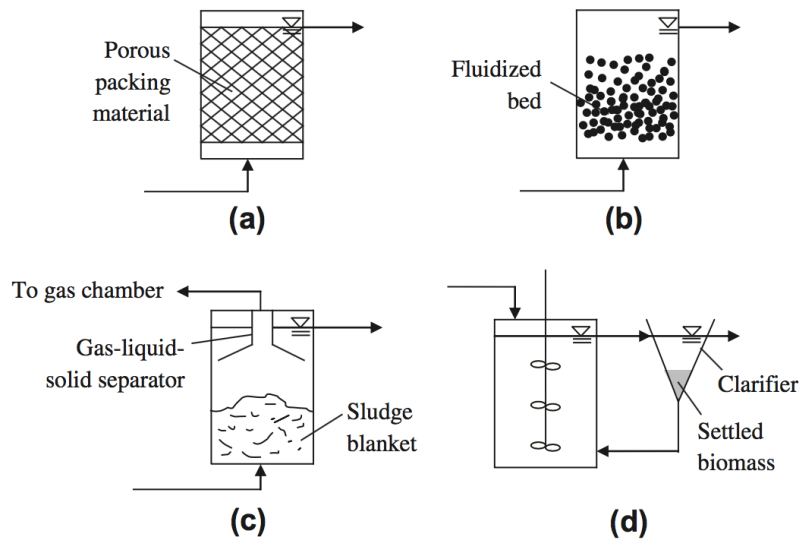 Porous
packing
material
(a)
Fluidized
bed
(b)
To gas chamber
Gas-liquid-
solid separator
Sludge
blanket
(c)
Clarifier
Settled
biomass
(d)